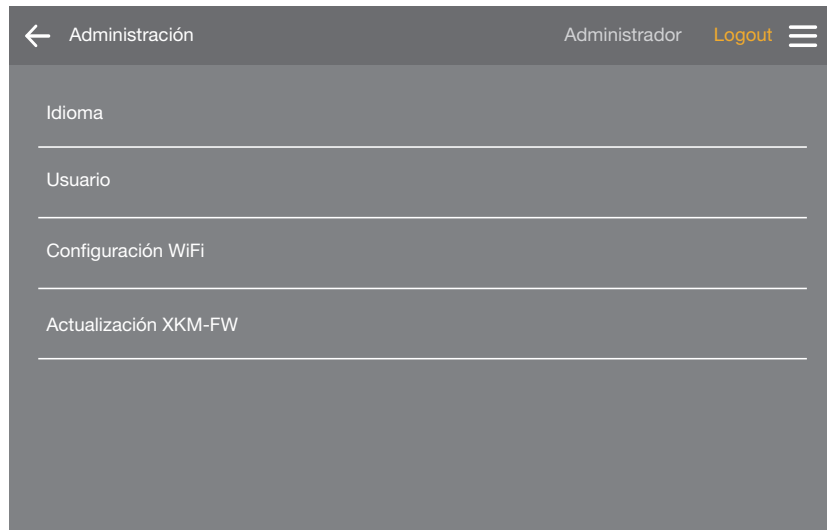 Administración Administrador Logout
Idioma
Usuario
Configuración WiFi
Actualización XKM-FW